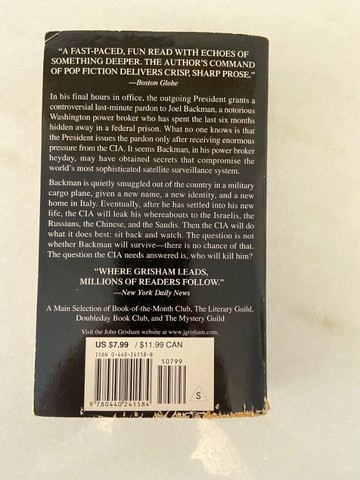 "A FAST-PACED, FUN READ WITH ECHOES OF
SOMETHING DEEPER. THE AUTHOR'S COMMAND
OF POP FICTION DELIVERS CRISP, SHARP PROSE."
—Boston Globe
In his final hours in office, the outgoing President grants a
controversial last-minute pardon to Joel Backman, a notorious
Washington power broker who has spent the last six months
hidden away in a federal prison. What no one knows is that
the President issues the pardon only after receiving enormous
pressure from the CIA. It seems Backman, in his power broker
heyday, may have obtained secrets that compromise the
world's most sophisticated satellite surveillance system.
Backman is quietly smuggled out of the country in a military
cargo plane, given a new name, a new identity, and a new
home in Italy. Eventually, after he has settled into his new
life, the CIA will leak his whereabouts to the Israelis, the
Russians, the Chinese, and the Saudis. Then the CIA will do
what it does best: sit back and watch. The question is not
whether Backman will survive—there is no chance of that.
The question the CIA needs answered is, who will kill him?
"WHERE GRISHAM LEADS,
MILLIONS OF READERS FOLLOW."
—New York Daily News
A Main Selection of Book-of-the-Month Club, The Literary Guild,
Doubleday Book Club, and The Mystery Guild
Visit the John Grisham website at www.jgrisham.com.
US $7.99 / $11.99 CAN
ISBN 0-440-24158-8
50799
9 780440 241584
S